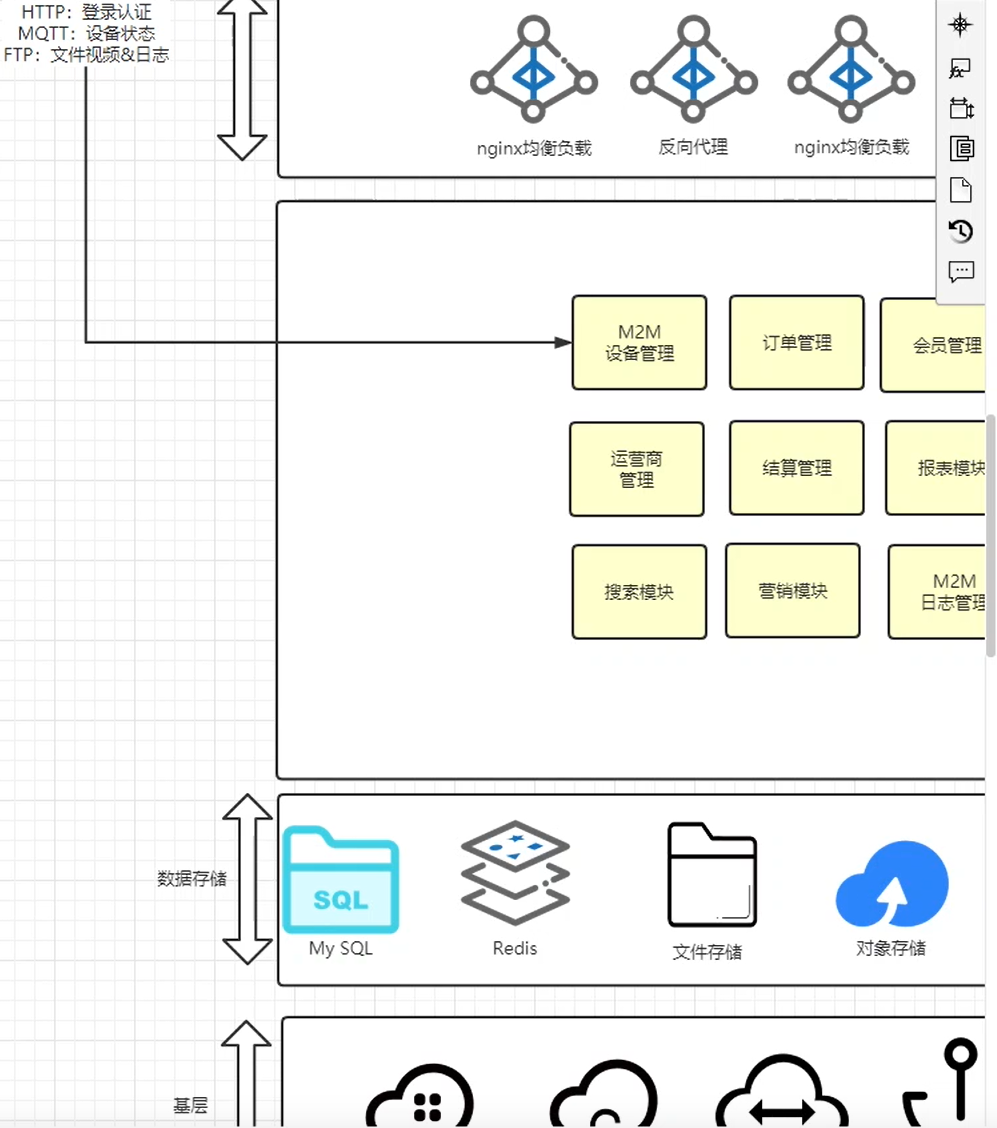 HTTP：登录认证
MQTT：设备状态
FTP：文件视频&日志
nginx均衡负载
反向代理
nginx均衡负载
M2M
设备管理
订单管理
会员管理
运营商
管理
结算管理
报表模块
搜素模块
营销模块
M2M
日志管理
数据存储
SQL
My SQL
Redis
文件存储
对象存储
基层